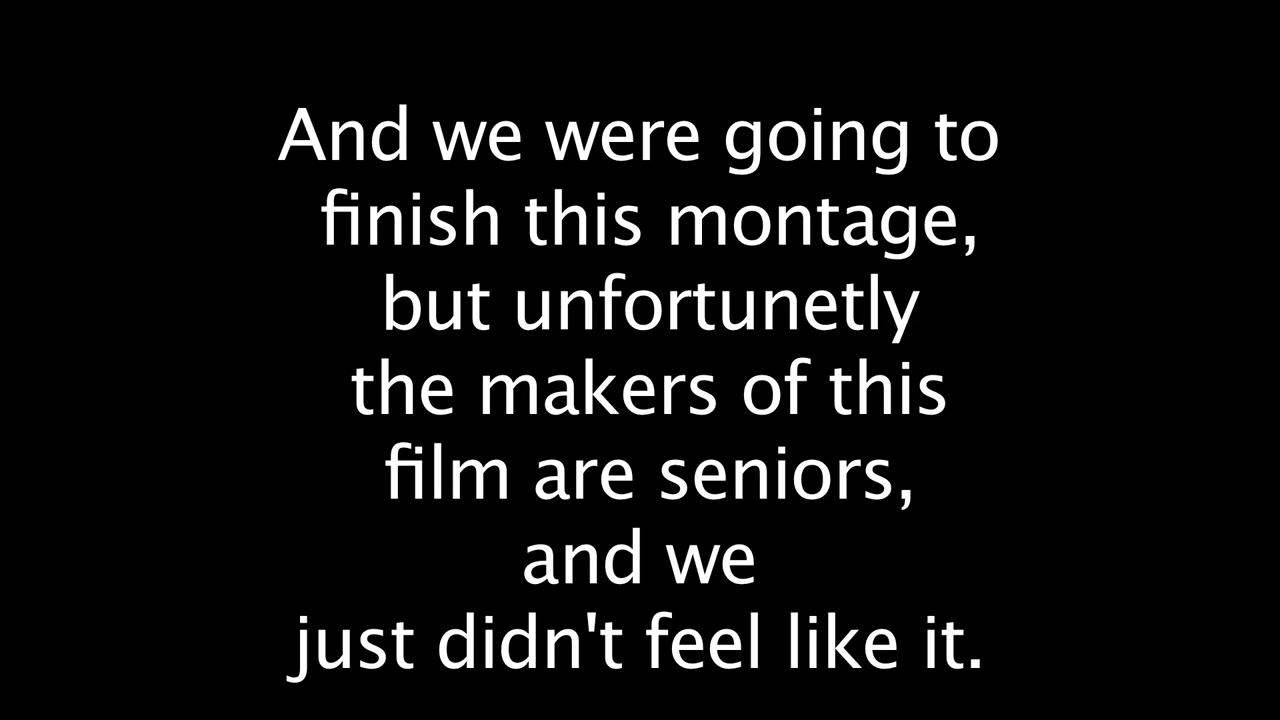 And we were going to
finish this montage,
but unfortunetly
the makers of this
film are seniors,
and we
just didn't feel like it.